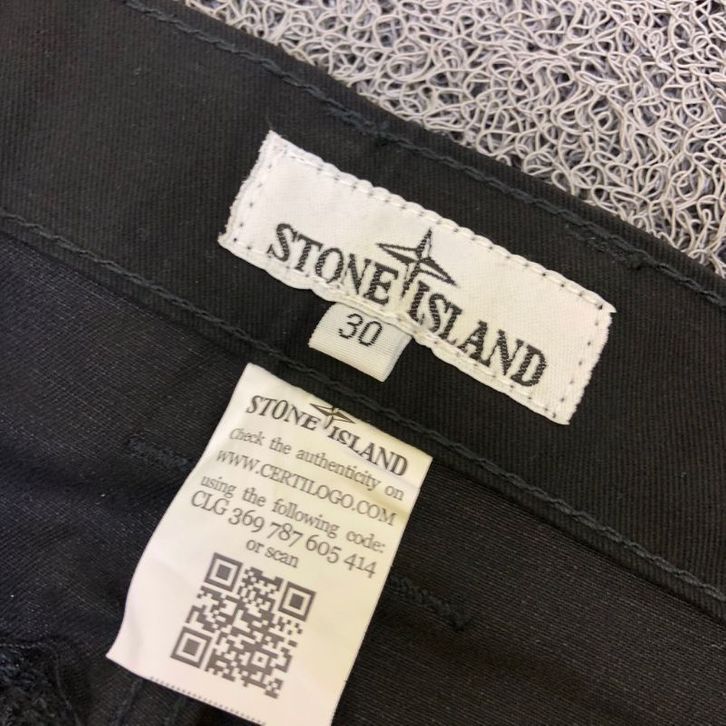 STONE ISLAND
30
STONE ISLAND
Check the authenticity on
WWW.CERTILOGO.COM
using the following code:
CLG 369 787 605 414
or scan